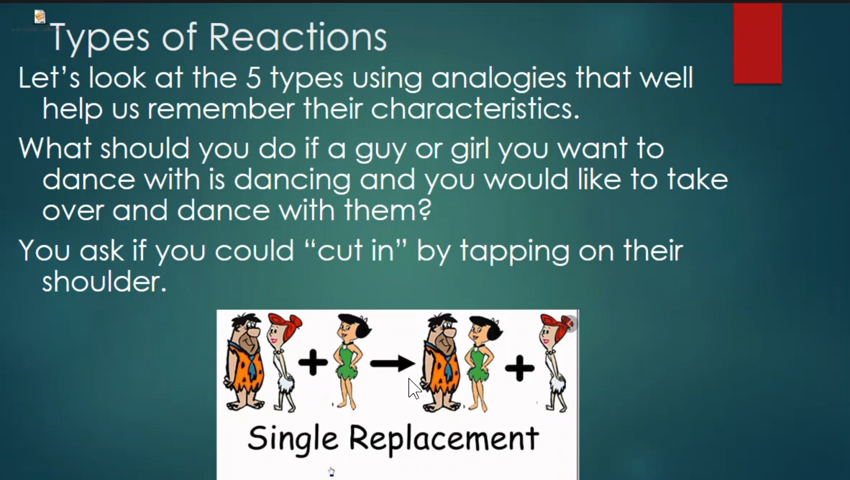 Types of Reactions
Let's look at the 5 types using analogies that well
help us remember their characteristics.
What should you do if a guy or girl you want to
dance with is dancing and you would like to take
over and dance with them?
You ask if you could “cut in” by tapping on their
shoulder.
+ → +
Single Replacement